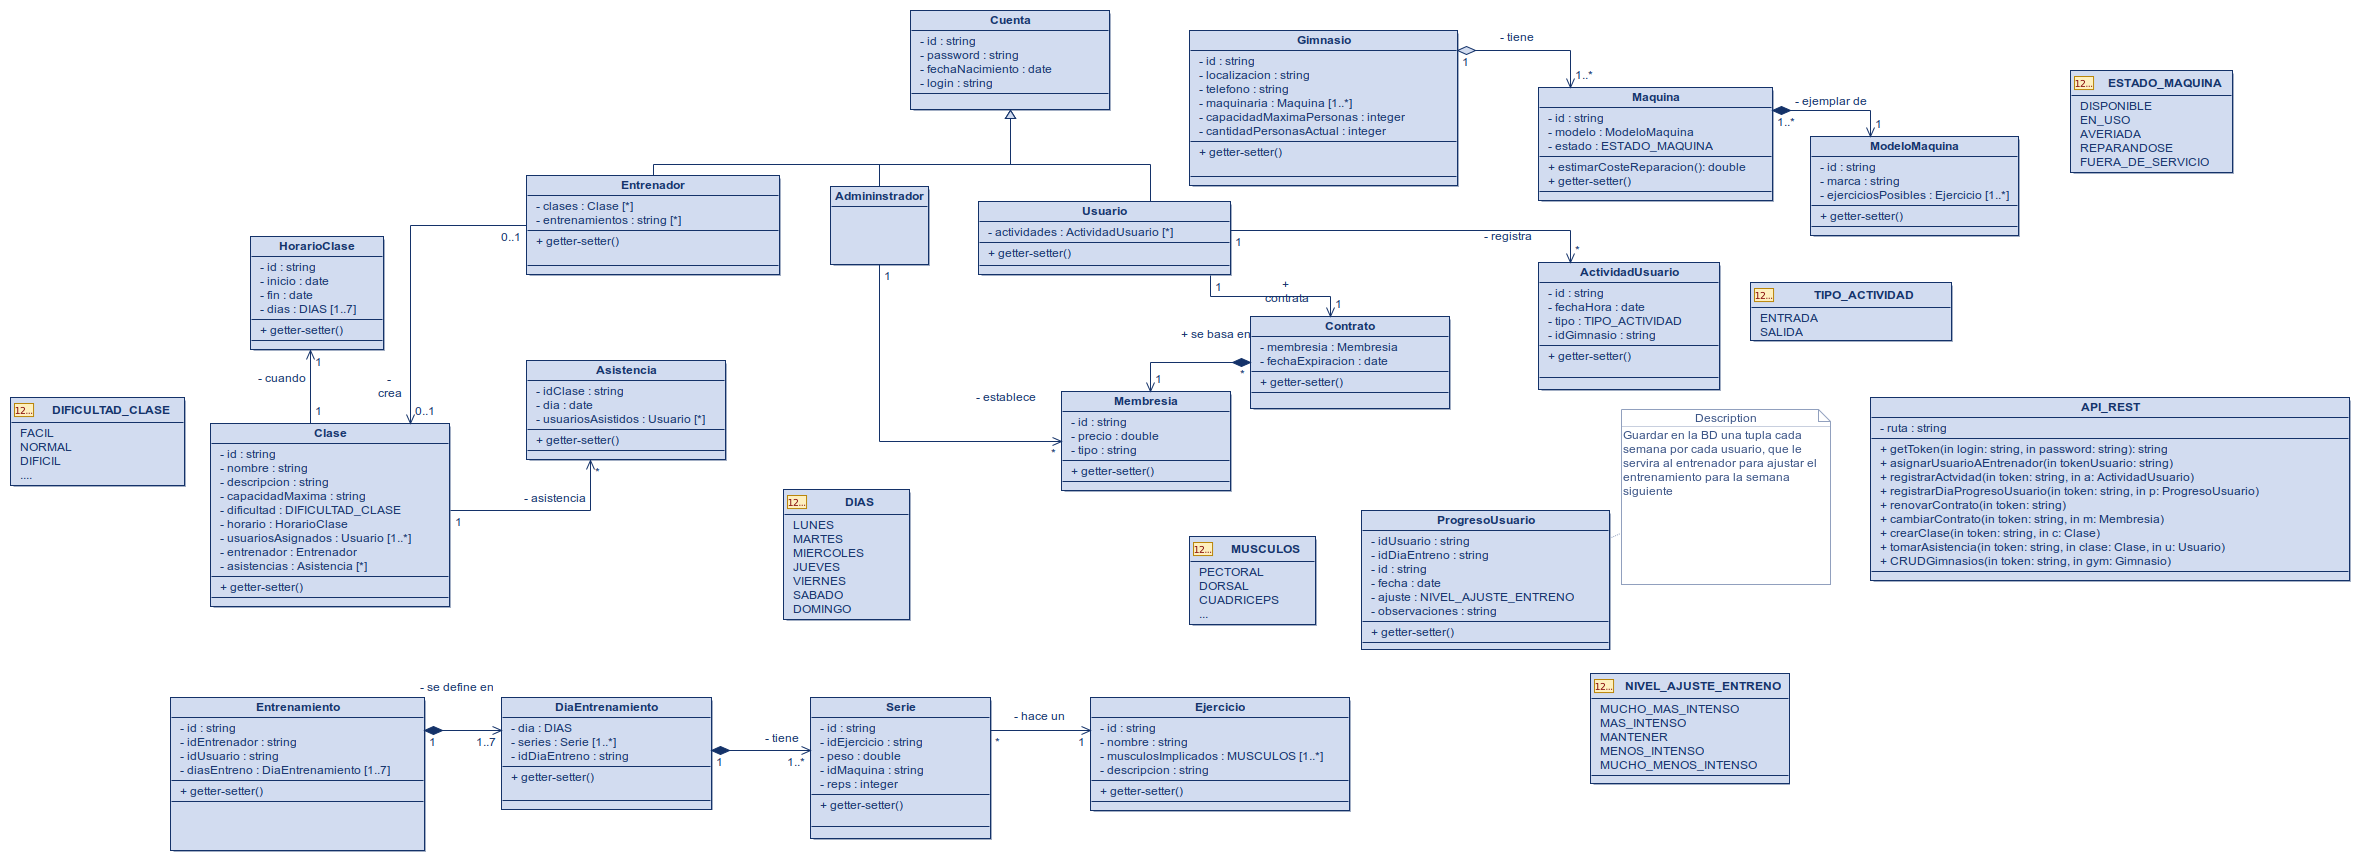 Cuenta
- id : string
- password : string
- fechaNacimiento : date
- login : string
Gimnasio
- id : string
- localizacion : string
- telefono : string
- maquinaria : Maquina [1..*]
- capacidadMaximaPersonas : integer
- cantidadPersonasActual : integer
+ getter-setter()
- tiene
1
1..*
Maquina
- id : string
- modelo : ModeloMaquina
- estado : ESTADO_MAQUINA
+ estimarCosteReparacion(): double
+ getter-setter()
- ejemplar de
1..*
1
ModeloMaquina
- id : string
- marca : string
- ejerciciosPosibles : Ejercicio [1..*]
+ getter-setter()
12... ESTADO_MAQUINA
DISPONIBLE
EN_USO
AVERIADA
REPARANDOSE
FUERA_DE_SERVICIO
Entrenador
- clases : Clase [*]
- entrenamientos : string [*]
+ getter-setter()
0..1
Admininstrador
1
Usuario
- actividades : ActividadUsuario [*]
+ getter-setter()
1
- registra
*
1
+
contrata
1
HorarioClase
- id : string
- inicio : date
- fin : date
- dias : DIAS [1..7]
+ getter-setter()
1
- cuando
1
-
crea
0..1
ActividadUsuario
- id : string
- fechaHora : date
- tipo : TIPO_ACTIVIDAD
- idGimnasio : string
+ getter-setter()
12... TIPO_ACTIVIDAD
ENTRADA
SALIDA
Contrato
- membresia : Membresia
- fechaExpiracion : date
+ getter-setter()
+ se basa en
*
1
Asistencia
- idClase : string
- dia : date
- usuariosAsistidos : Usuario [*]
+ getter-setter()
*
- asistencia
1
- establece
*
Membresia
- id : string
- precio : double
- tipo : string
+ getter-setter()
12... DIFICULTAD_CLASE
FACIL
NORMAL
DIFICIL
....
Clase
- id : string
- nombre : string
- descripcion : string
- capacidadMaxima : string
- dificultad : DIFICULTAD_CLASE
- horario : HorarioClase
- usuariosAsignados : Usuario [1..*]
- entrenador : Entrenador
- asistencias : Asistencia [*]
+ getter-setter()
12... DIAS
LUNES
MARTES
MIERCOLES
JUEVES
VIERNES
SABADO
DOMINGO
12... MUSCULOS
PECTORAL
DORSAL
CUADRICEPS
...
ProgresoUsuario
- idUsuario : string
- idDiaEntreno : string
- id : string
- fecha : date
- ajuste : NIVEL_AJUSTE_ENTRENO
- observaciones : string
+ getter-setter()
Description
Guardar en la BD una tupla cada
semana por cada usuario, que le
servira al entrenador para ajustar el
entrenamiento para la semana
siguiente
API_REST
- ruta : string
+ getToken(in login: string, in password: string): string
+ asignarUsuarioAEntrenador(in tokenUsuario: string)
+ registrarActvidad(in token: string, in a: ActividadUsuario)
+ registrarDiaProgresoUsuario(in token: string, in p: ProgresoUsuario)
+ renovarContrato(in token: string)
+ cambiarContrato(in token: string, in m: Membresia)
+ crearClase(in token: string, in c: Clase)
+ tomarAsistencia(in token: string, in clase: Clase, in u: Usuario)
+ CRUDGimnasios(in token: string, in gym: Gimnasio)
Entrenamiento
- id : string
- idEntrenador : string
- idUsuario : string
- diasEntreno : DiaEntrenamiento [1..7]
+ getter-setter()
- se define en
1
1..7
DiaEntrenamiento
- dia : DIAS
- series : Serie [1..*]
- idDiaEntreno : string
+ getter-setter()
- tiene
1
1..*
Serie
- id : string
- idEjercicio : string
- peso : double
- idMaquina : string
- reps : integer
+ getter-setter()
- hace un
*
1
Ejercicio
- id : string
- nombre : string
- musculosImplicados : MUSCULOS [1..*]
- descripcion : string
+ getter-setter()
12... NIVEL_AJUSTE_ENTRENO
MUCHO_MAS_INTENSO
MAS_INTENSO
MANTENER
MENOS_INTENSO
MUCHO_MENOS_INTENSO